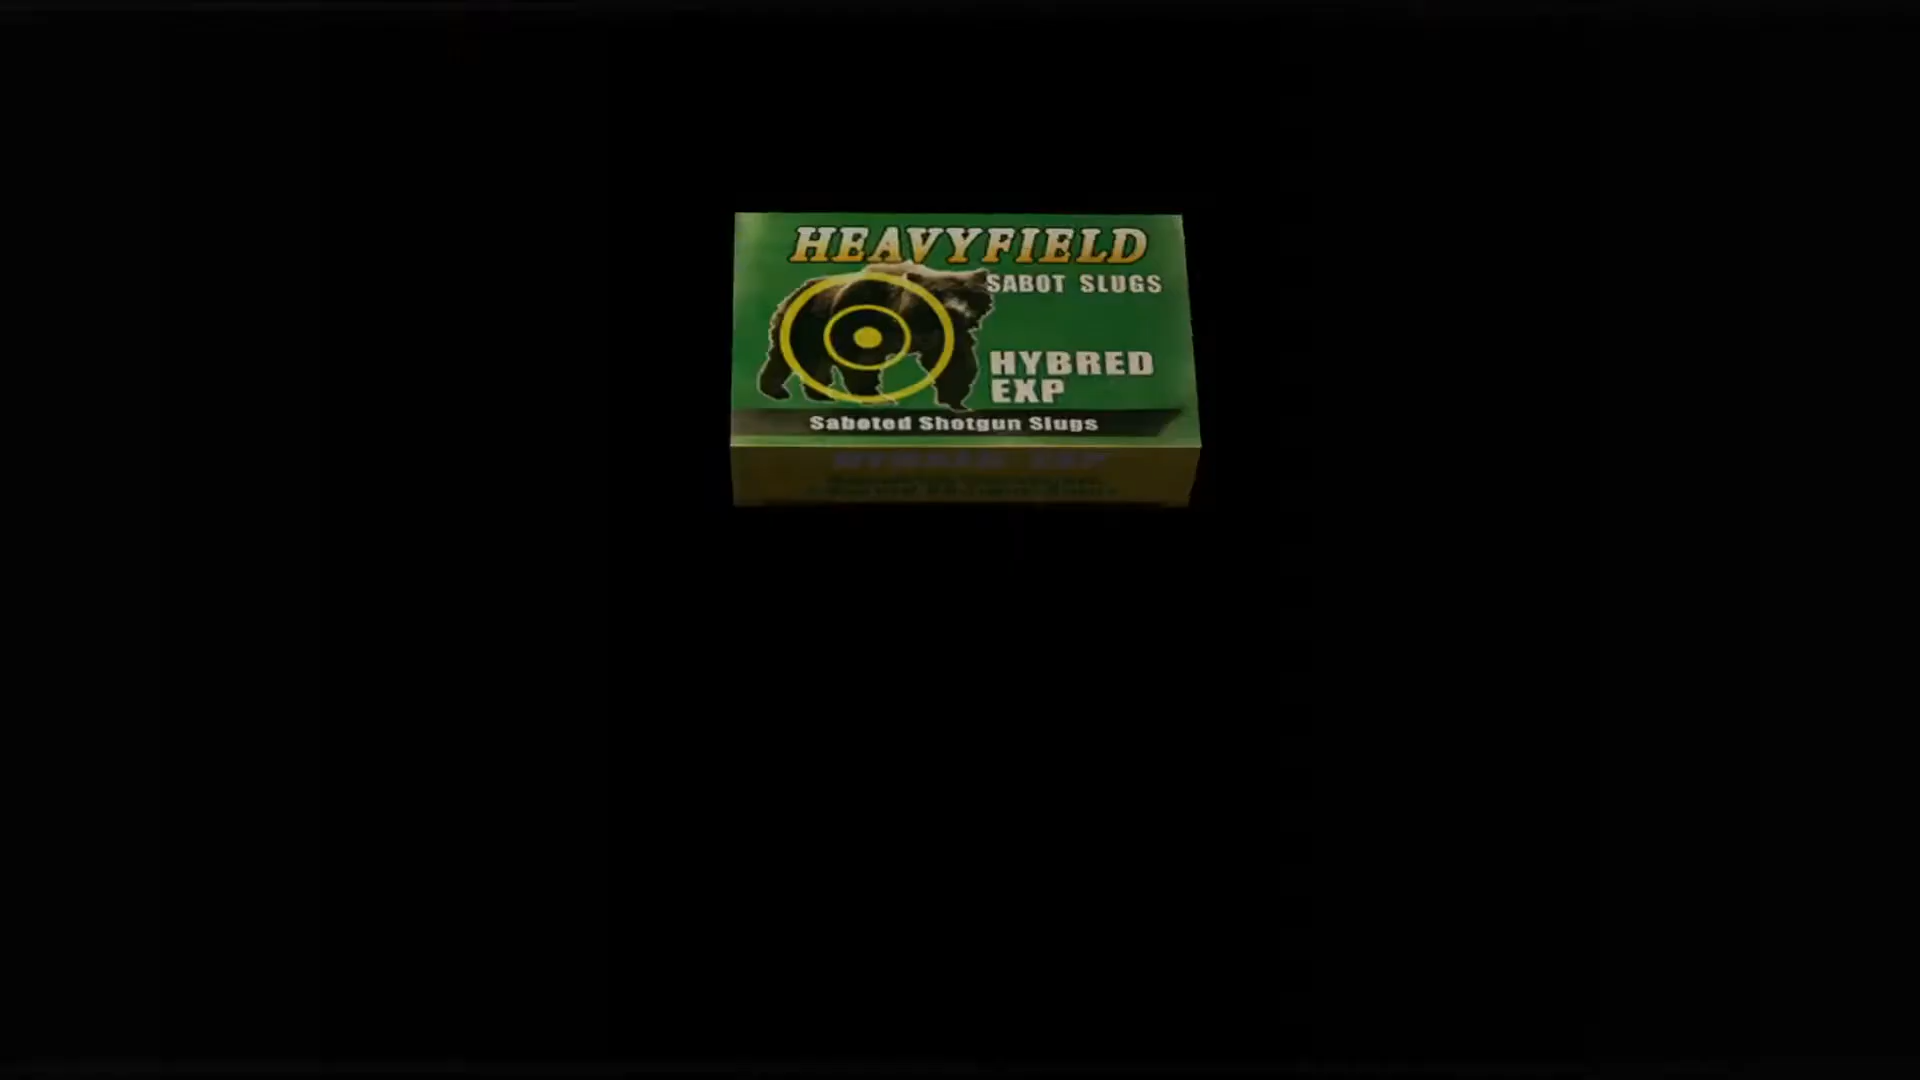 HEAVYFIELD
SABOT SLUGS
HYBRED
EXP
Saboted Shotgun Slugs